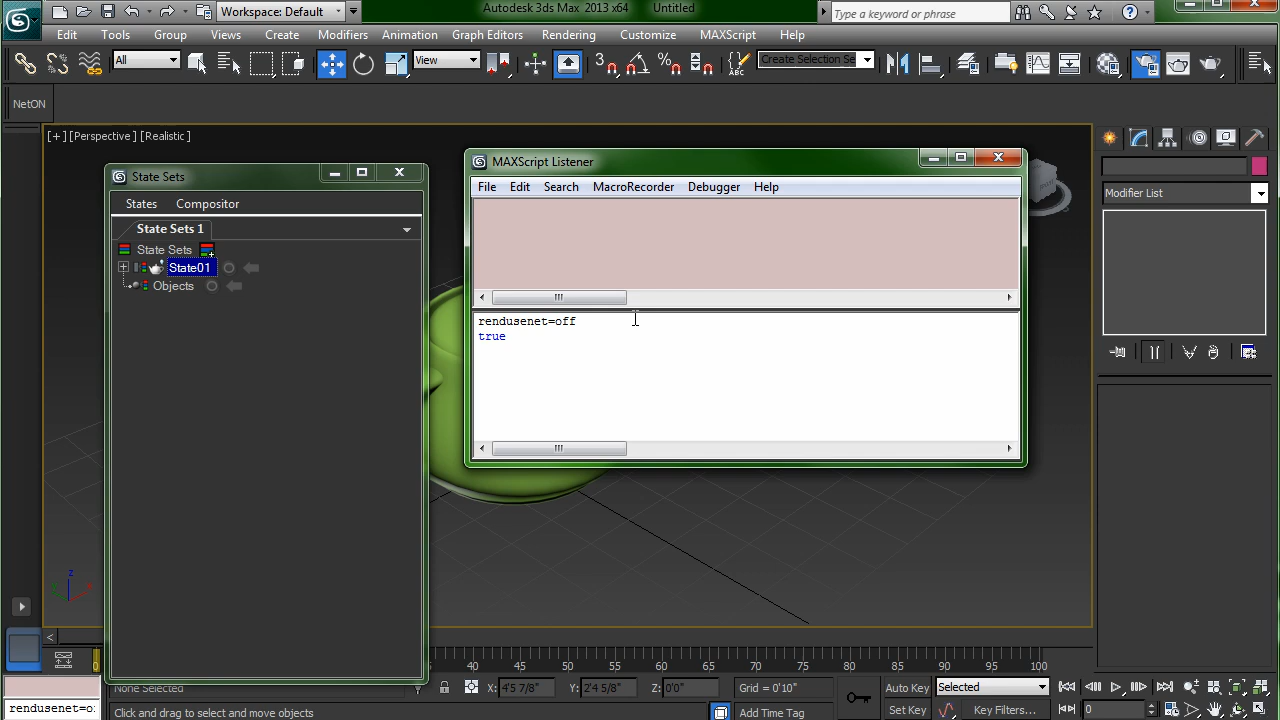 Workspace: Default
Autodesk 3ds Max 2013 x64 Untitled
Type a keyword or phrase
Edit Tools Group Views Create Modifiers Animation Graph Editors Rendering Customize MAXScript Help
All
View
Create Selection Se
NetON
[+] [Perspective] [Realistic]
State Sets
States Compositor
State Sets 1
State Sets
State01
Objects
MAXScript Listener
File Edit Search MacroRecorder Debugger Help
rendusenet=off
true
Modifier List
40 45 50 55 60 65 70 75 80 85 90 95 100
0
None Selected
X: 4'5 7/8" Y: 2'4 5/8" Z: 0'0" Grid = 0'10"
Auto Key Selected
rendusenet=o
Click and drag to select and move objects
Add Time Tag
Set Key Key Filters... 0